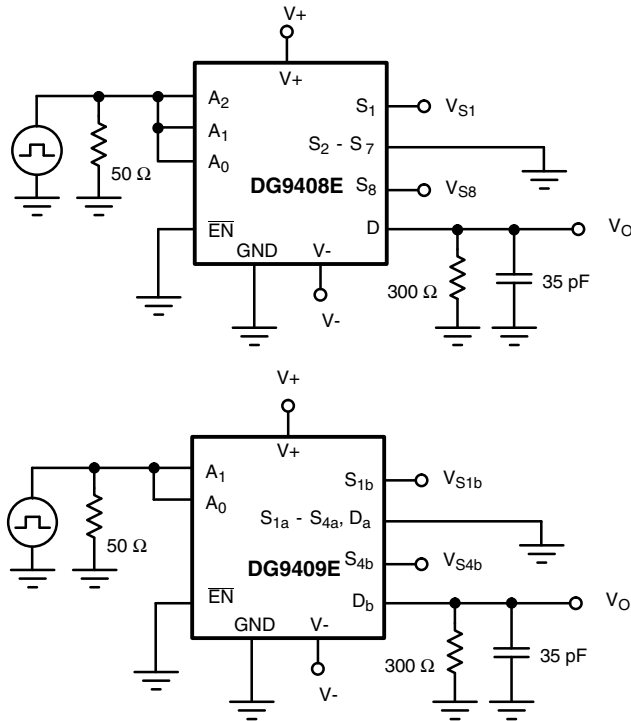 V+
V+
A2
S1
VS1
A1
S2 - S7
A0
50 Ω
DG9408E
S8
VS8
EN
D
VO
GND
V-
300 Ω
35 pF
V-
V+
V+
A1
S1b
VS1b
A0
S1a - S4a, Da
50 Ω
DG9409E
S4b
VS4b
EN
Db
VO
GND
V-
300 Ω
35 pF
V-